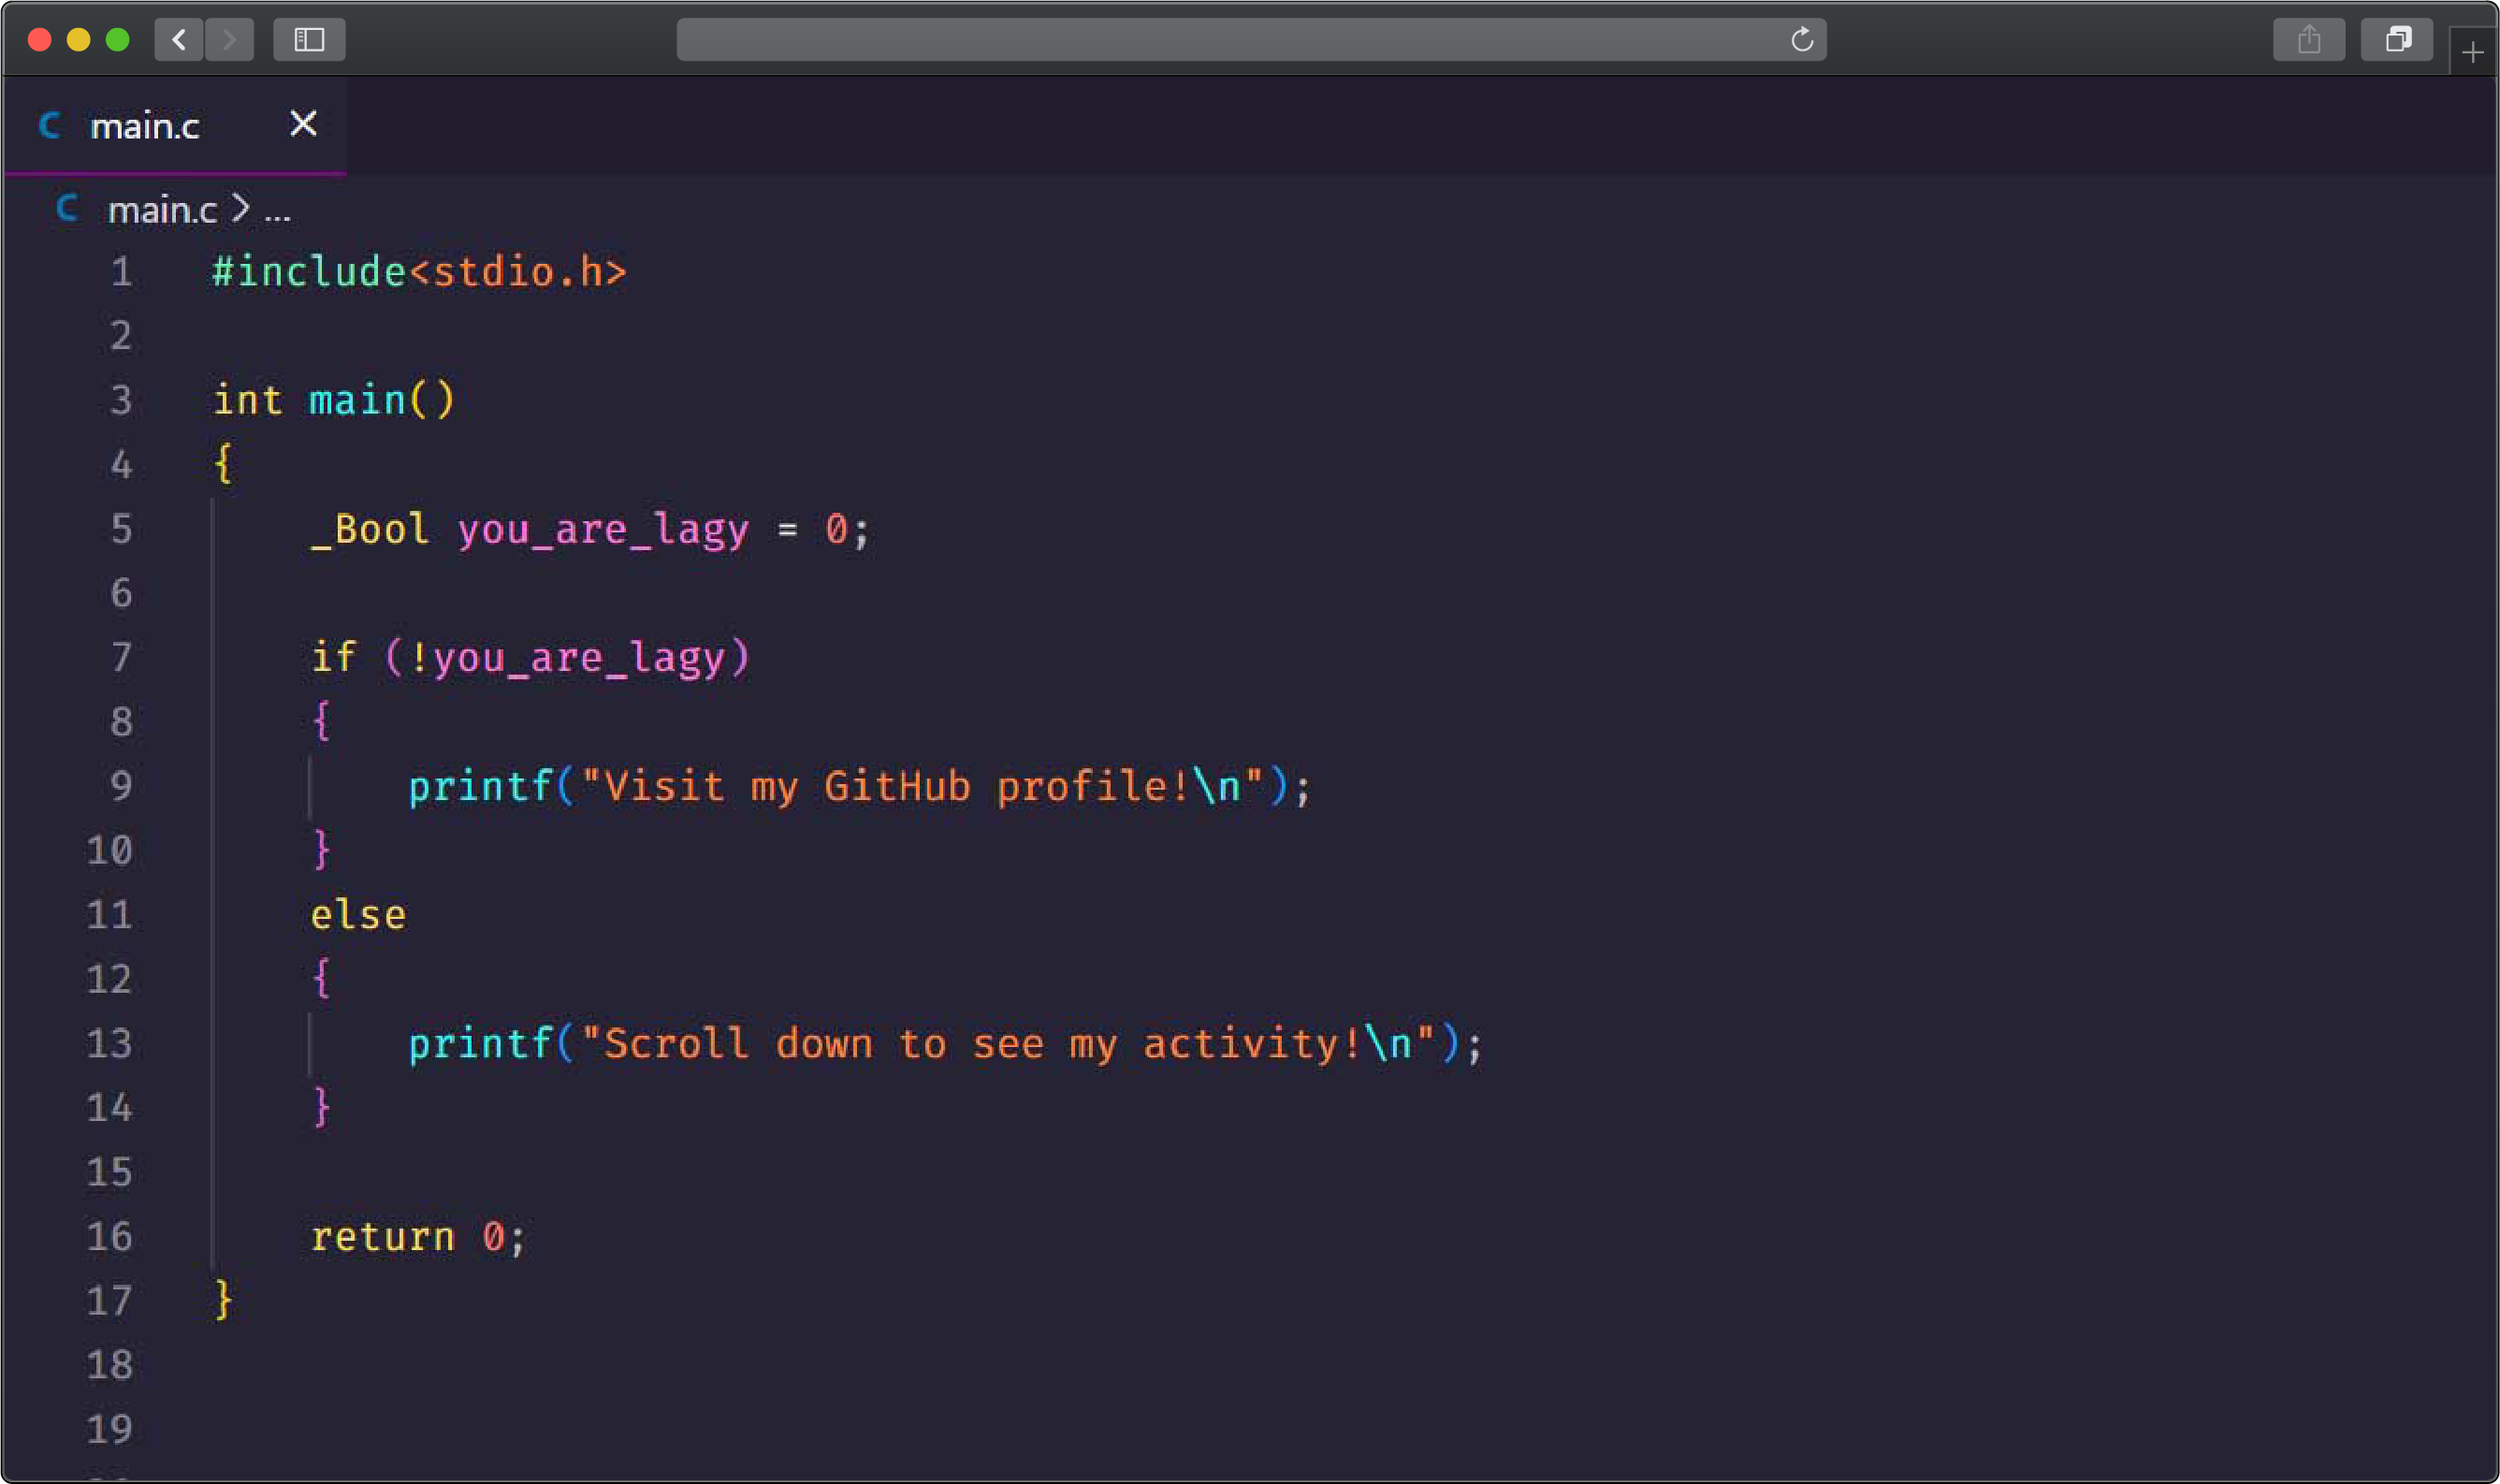 C main.c ×
C main.c > ...
1 #include<stdio.h>
2
3 int main()
4 {
5     _Bool you_are_lagy = 0;
6
7     if (!you_are_lagy)
8     {
9         printf("Visit my GitHub profile!\n");
10     }
11     else
12     {
13         printf("Scroll down to see my activity!\n");
14     }
15
16     return 0;
17 }
18
19